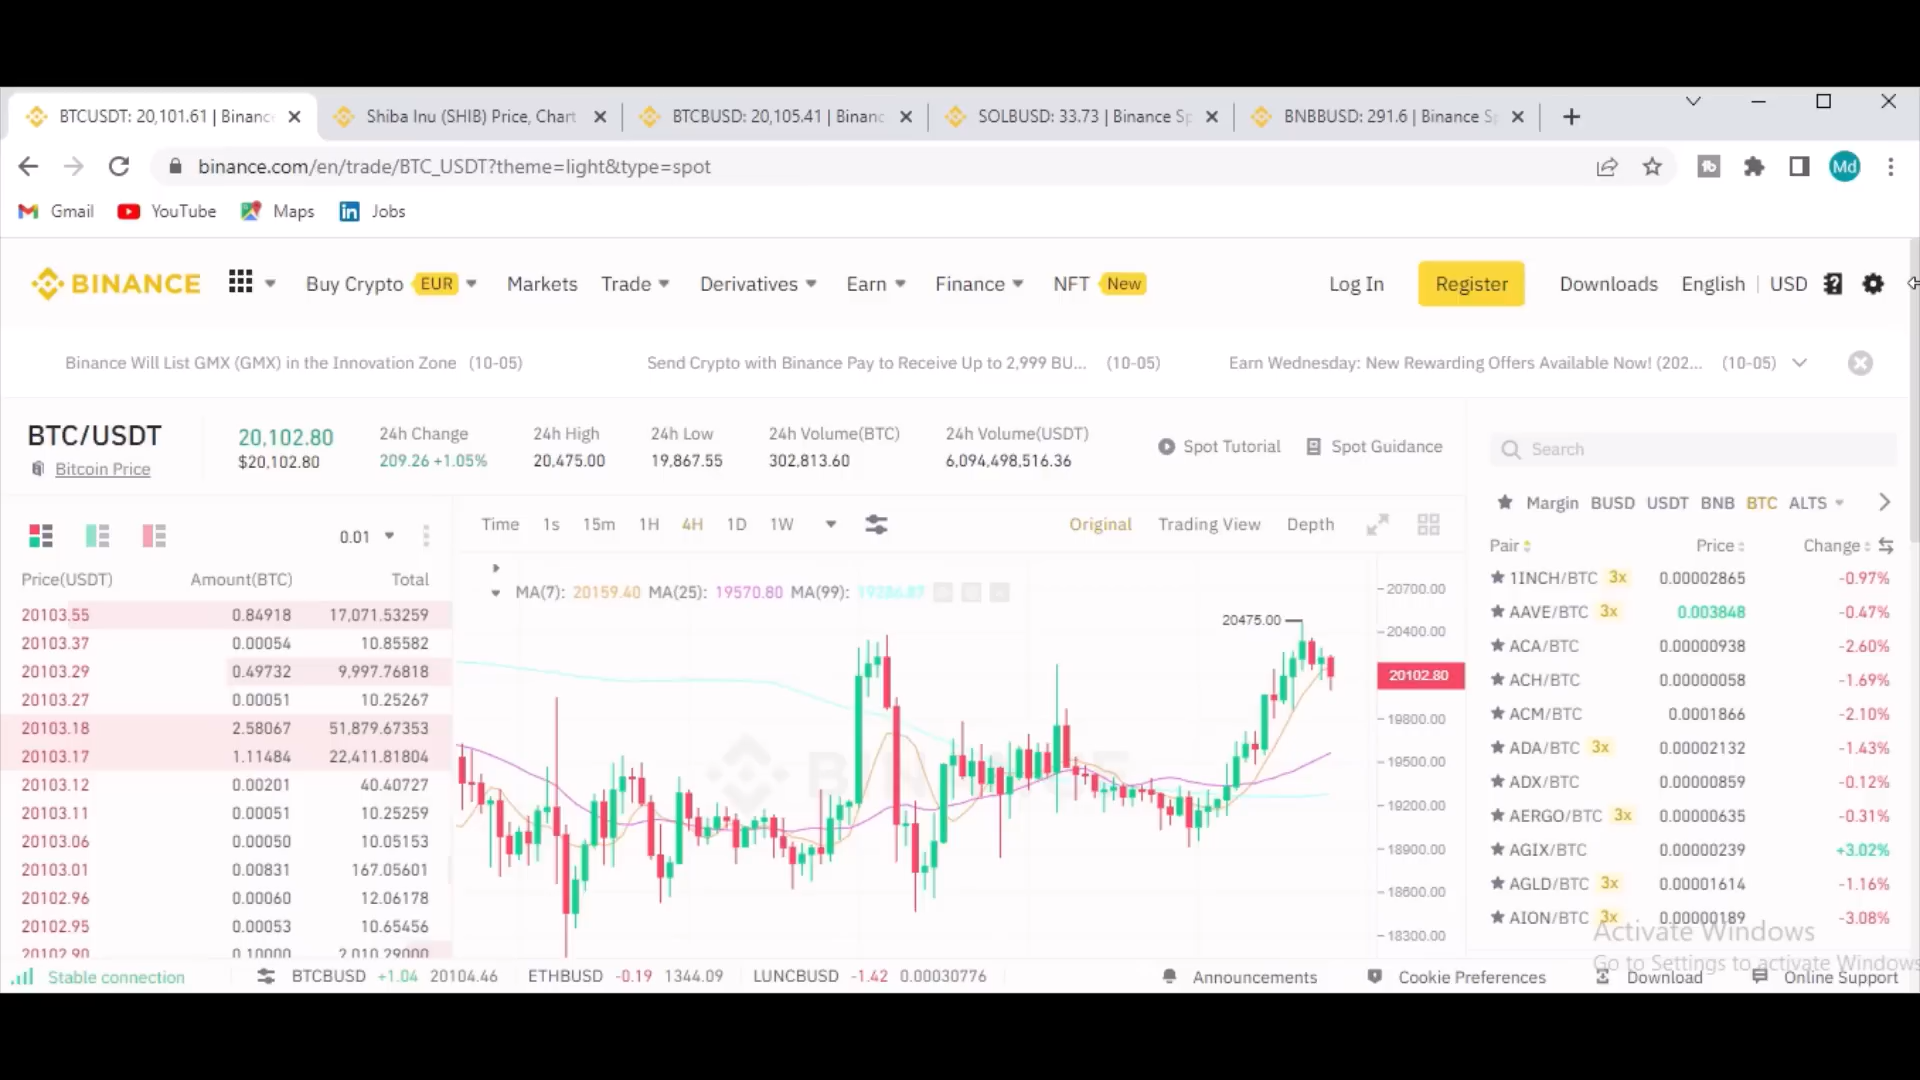 BTCUSDT: 20,101.61 | Binanc
Shiba Inu (SHIB) Price, Chart
BTCBUSD: 20,105.41 | Binanc
SOLBUSD: 33.73 | Binance Sp
BNBBUSD: 291.6 | Binance S
binance.com/en/trade/BTC_USDT?theme=light&type=spot
Md
Gmail YouTube Maps Jobs
BINANCE Buy Crypto EUR Markets Trade Derivatives Earn Finance NFT New Log In Register Downloads English USD
Binance Will List GMX (GMX) in the Innovation Zone (10-05) Send Crypto with Binance Pay to Receive Up to 2,999 BU... (10-05) Earn Wednesday: New Rewarding Offers Available Now! (202... (10-05)
BTC/USDT
Bitcoin Price
20,102.80
$20,102.80
24h Change
209.26 +1.05%
24h High
20,475.00
24h Low
19,867.55
24h Volume(BTC)
302,813.60
24h Volume(USDT)
6,094,498,516.36
Spot Tutorial Spot Guidance
0.01
Price(USDT) Amount(BTC) Total
20103.55 0.84918 17,071.53259
20103.37 0.00054 10.85582
20103.29 0.49732 9,997.76818
20103.27 0.00051 10.25267
20103.18 2.58067 51,879.67353
20103.17 1.11484 22,411.81804
20103.12 0.00201 40.40727
20103.11 0.00051 10.25259
20103.06 0.00050 10.05153
20103.01 0.00831 167.05601
20102.96 0.00060 12.06178
20102.95 0.00053 10.65456
20102.90 0.10000 2,010.29000
Time 1s 15m 1H 4H 1D 1W Original Trading View Depth
MA(7): 20159.40 MA(25): 19570.80 MA(99): 19286.87
20475.00
20700.00
20400.00
20102.80
19800.00
19500.00
19200.00
18900.00
18600.00
18300.00
Search
Margin BUSD USDT BNB BTC ALTS
Pair Price Change
1INCH/BTC 3x 0.00002865 -0.97%
AAVE/BTC 3x 0.003848 -0.47%
ACA/BTC 0.00000938 -2.60%
ACH/BTC 0.00000058 -1.69%
ACM/BTC 0.0001866 -2.10%
ADA/BTC 3x 0.00002132 -1.43%
ADX/BTC 0.00000859 -0.12%
AERGO/BTC 3x 0.00000635 -0.31%
AGIX/BTC 0.00000239 +3.02%
AGLD/BTC 3x 0.00001614 -1.16%
AION/BTC 3x 0.00000189 -3.08%
Activate Windows
Go to Settings to activate Windows
Stable connection BTCBUSD +1.04 20104.46 ETHBUSD -0.19 1344.09 LUNCBUSD -1.42 0.00030776 Announcements Cookie Preferences Download Online Support